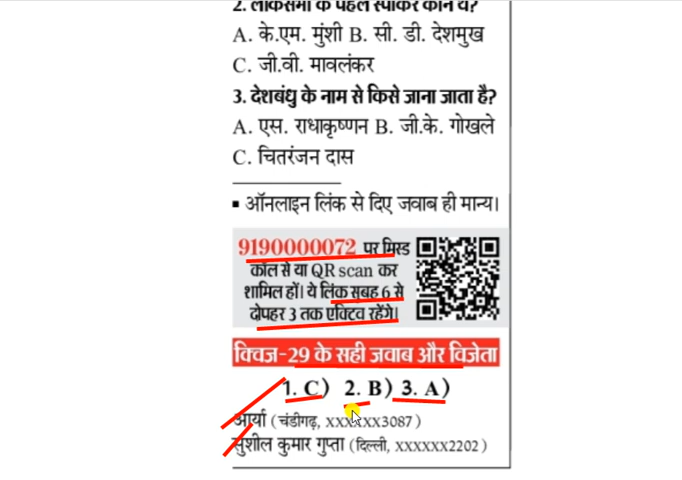 2. लोकसभा के पहले स्पीकर कौन थे?
A. के.एम. मुंशी B. सी. डी. देशमुख
C. जी.वी. मावलंकर
3. देशबंधु के नाम से किसे जाना जाता है?
A. एस. राधाकृष्णन B. जी.के. गोखले
C. चितरंजन दास
▪ ऑनलाइन लिंक से दिए जवाब ही मान्य।
9190000072 पर मिस्ड
कॉल से या QR scan कर
शामिल हों। ये लिंक सुबह 6 से
दोपहर 3 तक एक्टिव रहेंगे।
क्विज-29 के सही जवाब और विजेता
1. C) 2. B) 3. A)
आर्या (चंडीगढ़, xxxxxx3087)
सुशील कुमार गुप्ता (दिल्ली, xxxxxx2202)